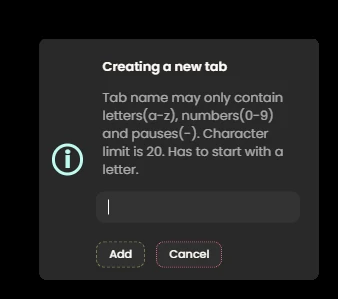 Creating a new tab
Tab name may only contain
letters(a-z), numbers(0-9)
and pauses(-). Character
limit is 20. Has to start with a
letter.
Add Cancel